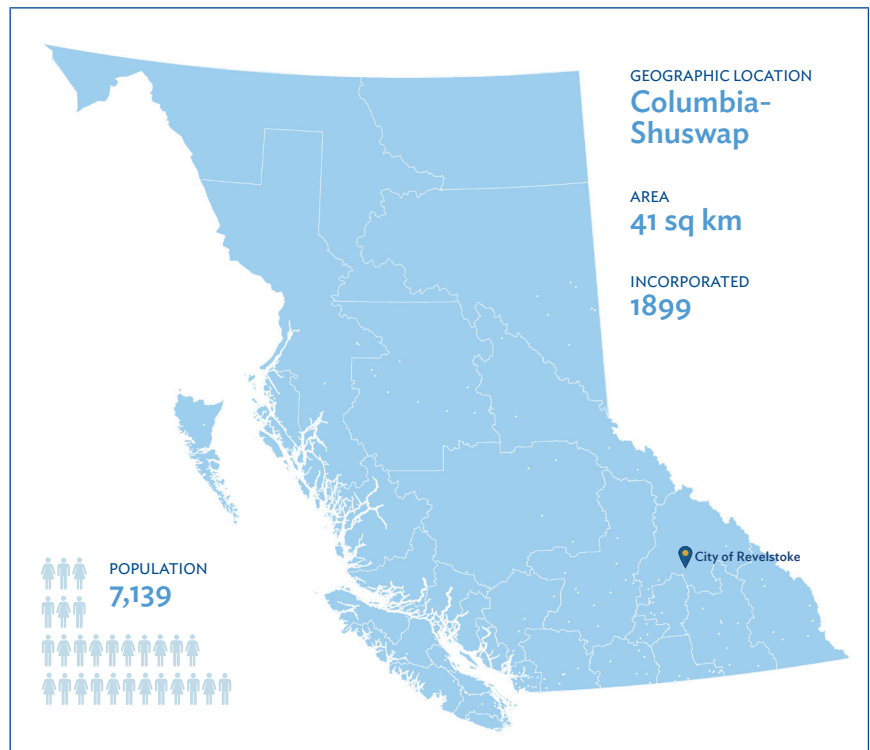 GEOGRAPHIC LOCATION
Columbia-
Shuswap
AREA
41 sq km
INCORPORATED
1899
City of Revelstoke
POPULATION
7,139